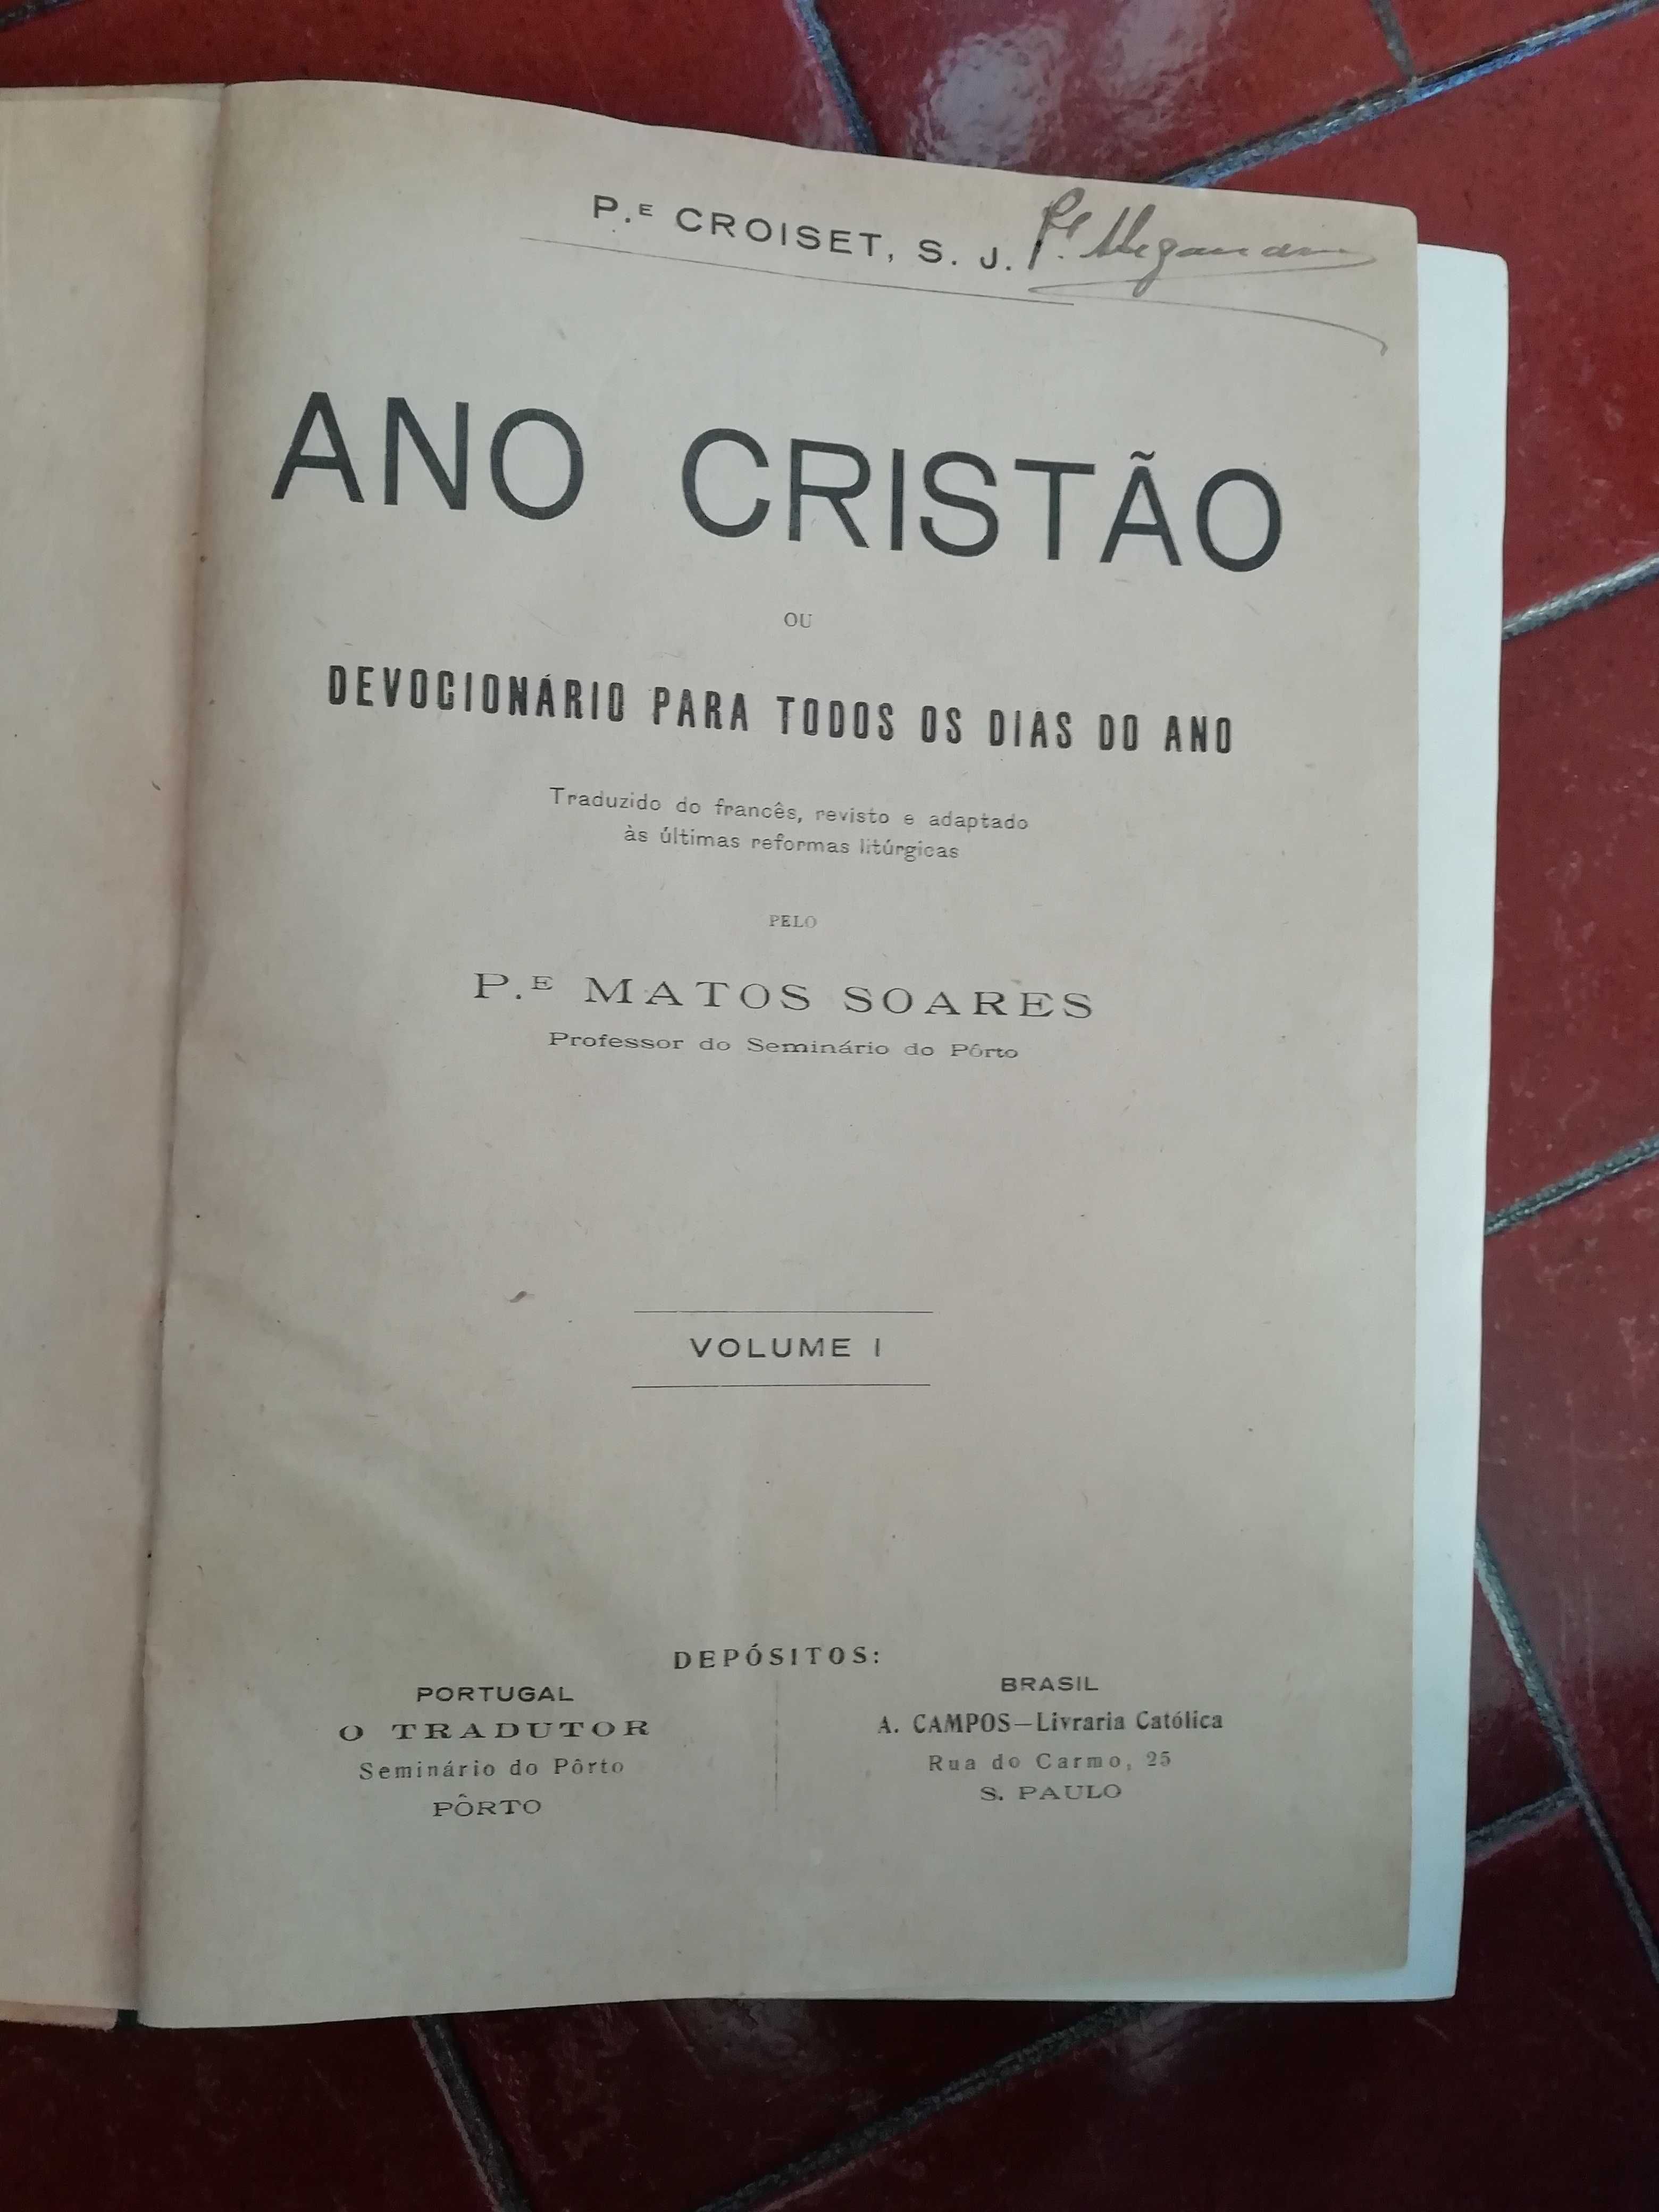 P.E CROISET, S. J. P.e
ANO CRISTÃO
OU
DEVOCIONÁRIO PARA TODOS OS DIAS DO ANO
Traduzido do francês, revisto e adaptado
às últimas reformas litúrgicas
PELO
P.E MATOS SOARES
Professor do Seminário do Pôrto
VOLUME I
DEPÓSITOS:
PORTUGAL
O TRADUTOR
Seminário do Pôrto
PÔRTO
BRASIL
A. CAMPOS—Livraria Católica
Rua do Carmo, 25
S. PAULO